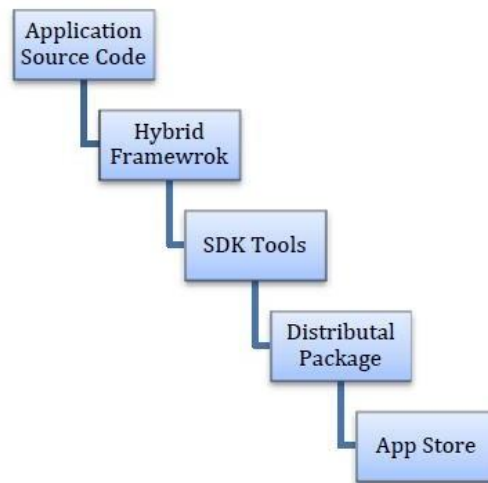 Application
Source Code
Hybrid
Framewrok
SDK Tools
Distributal
Package
App Store